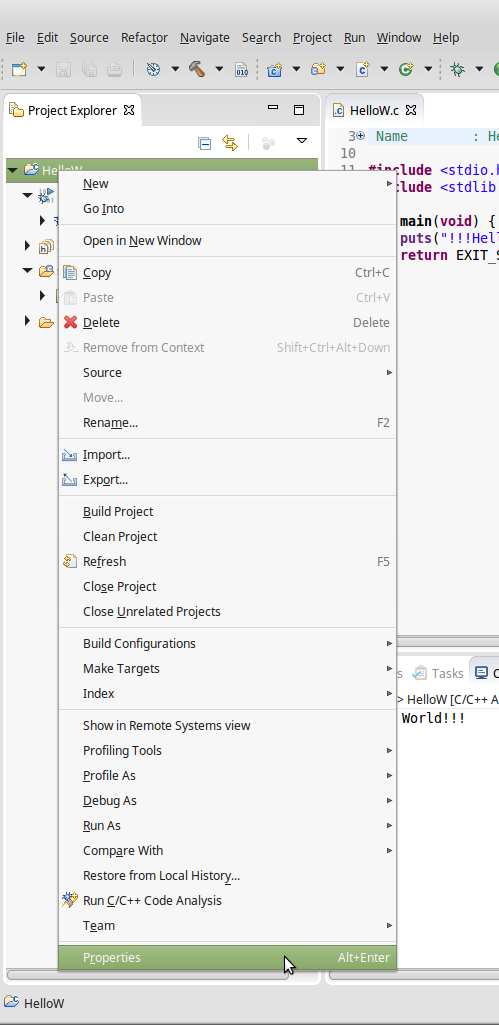 File Edit Source Refactor Navigate Search Project Run Window Help
010
Project Explorer
HelloW.c
HelloW
3 Name : He
10
11 #include <stdio.h
clude <stdlib
main(void) {
puts("!!!Hel
return EXIT_S
New
Go Into
Open in New Window
Copy Ctrl+C
Paste Ctrl+V
Delete Delete
Remove from Context Shift+Ctrl+Alt+Down
Source
Move...
Rename... F2
Import...
Export...
Build Project
Clean Project
Refresh F5
Close Project
Close Unrelated Projects
Build Configurations
Make Targets
Index
Show in Remote Systems view
Profiling Tools
Profile As
Debug As
Run As
Compare With
Restore from Local History...
Run C/C++ Code Analysis
Team
Properties Alt+Enter
s Tasks C
> HelloW [C/C++ A
World!!!
HelloW